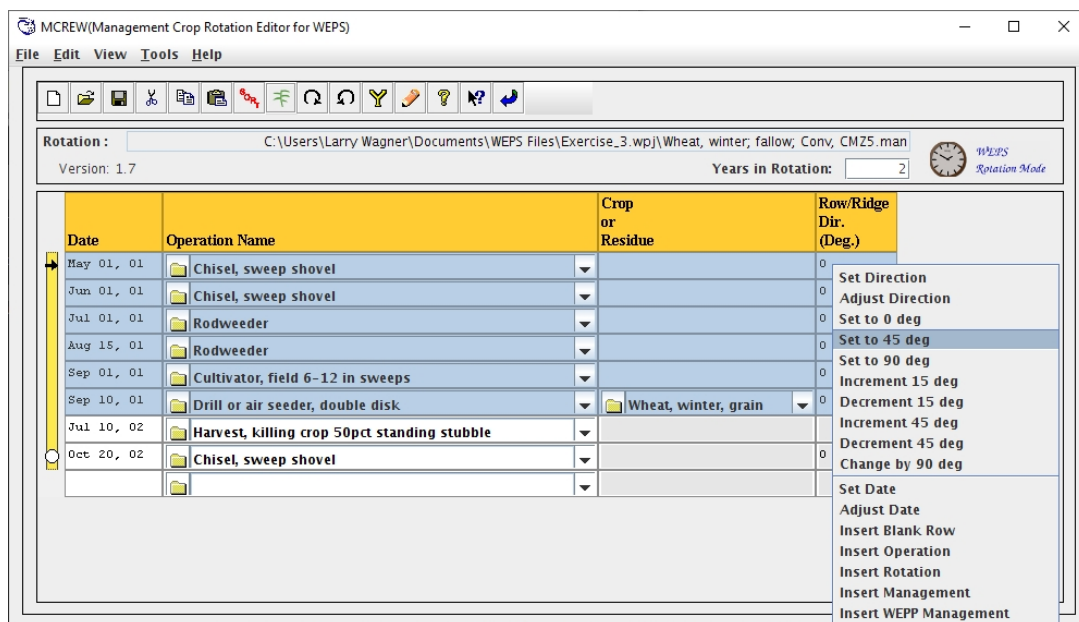 MCREW(Management Crop Rotation Editor for WEPS)
File Edit View Tools Help
SORT
Rotation : C:\Users\Larry Wagner\Documents\WEPS Files\Exercise_3.wpj\Wheat, winter; fallow; Conv, CMZ5.man
Version: 1.7 Years in Rotation: 2
WEPS
Rotation Mode
Crop
or
Residue
Row/Ridge
Dir.
(Deg.)
Date Operation Name
May 01, 01 Chisel, sweep shovel 0
Jun 01, 01 Chisel, sweep shovel 0
Jul 01, 01 Rodweeder 0
Aug 15, 01 Rodweeder 0
Sep 01, 01 Cultivator, field 6-12 in sweeps 0
Sep 10, 01 Drill or air seeder, double disk Wheat, winter, grain 0
Jul 10, 02 Harvest, killing crop 50pct standing stubble
Oct 20, 02 Chisel, sweep shovel 0
Set Direction
Adjust Direction
Set to 0 deg
Set to 45 deg
Set to 90 deg
Increment 15 deg
Decrement 15 deg
Increment 45 deg
Decrement 45 deg
Change by 90 deg
Set Date
Adjust Date
Insert Blank Row
Insert Operation
Insert Rotation
Insert Management
Insert WEPP Management